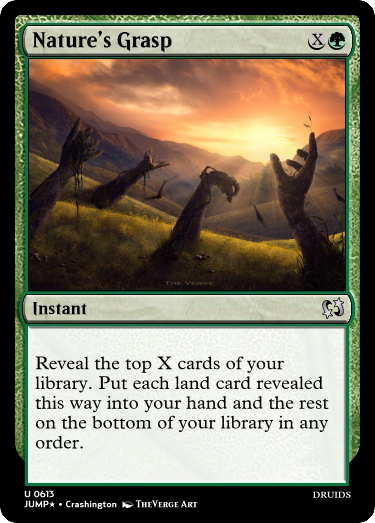 Nature's Grasp
X
THE VERGE
Instant
Reveal the top X cards of your
library. Put each land card revealed
this way into your hand and the rest
on the bottom of your library in any
order.
U 0613
DRUIDS
JUMP★ • Crashington TheVerge Art